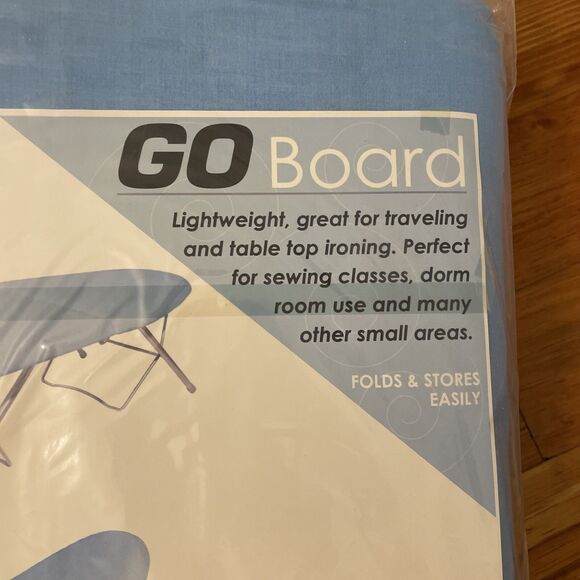 GO Board
Lightweight, great for traveling
and table top ironing. Perfect
for sewing classes, dorm
room use and many
other small areas.
FOLDS & STORES
EASILY